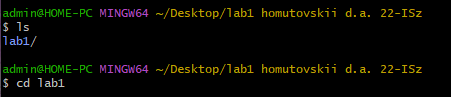 admin@HOME-PC MINGW64 ~/Desktop/lab1 homutovskii d.a. 22-ISz
$ ls
lab1/
admin@HOME-PC MINGW64 ~/Desktop/lab1 homutovskii d.a. 22-ISz
$ cd lab1